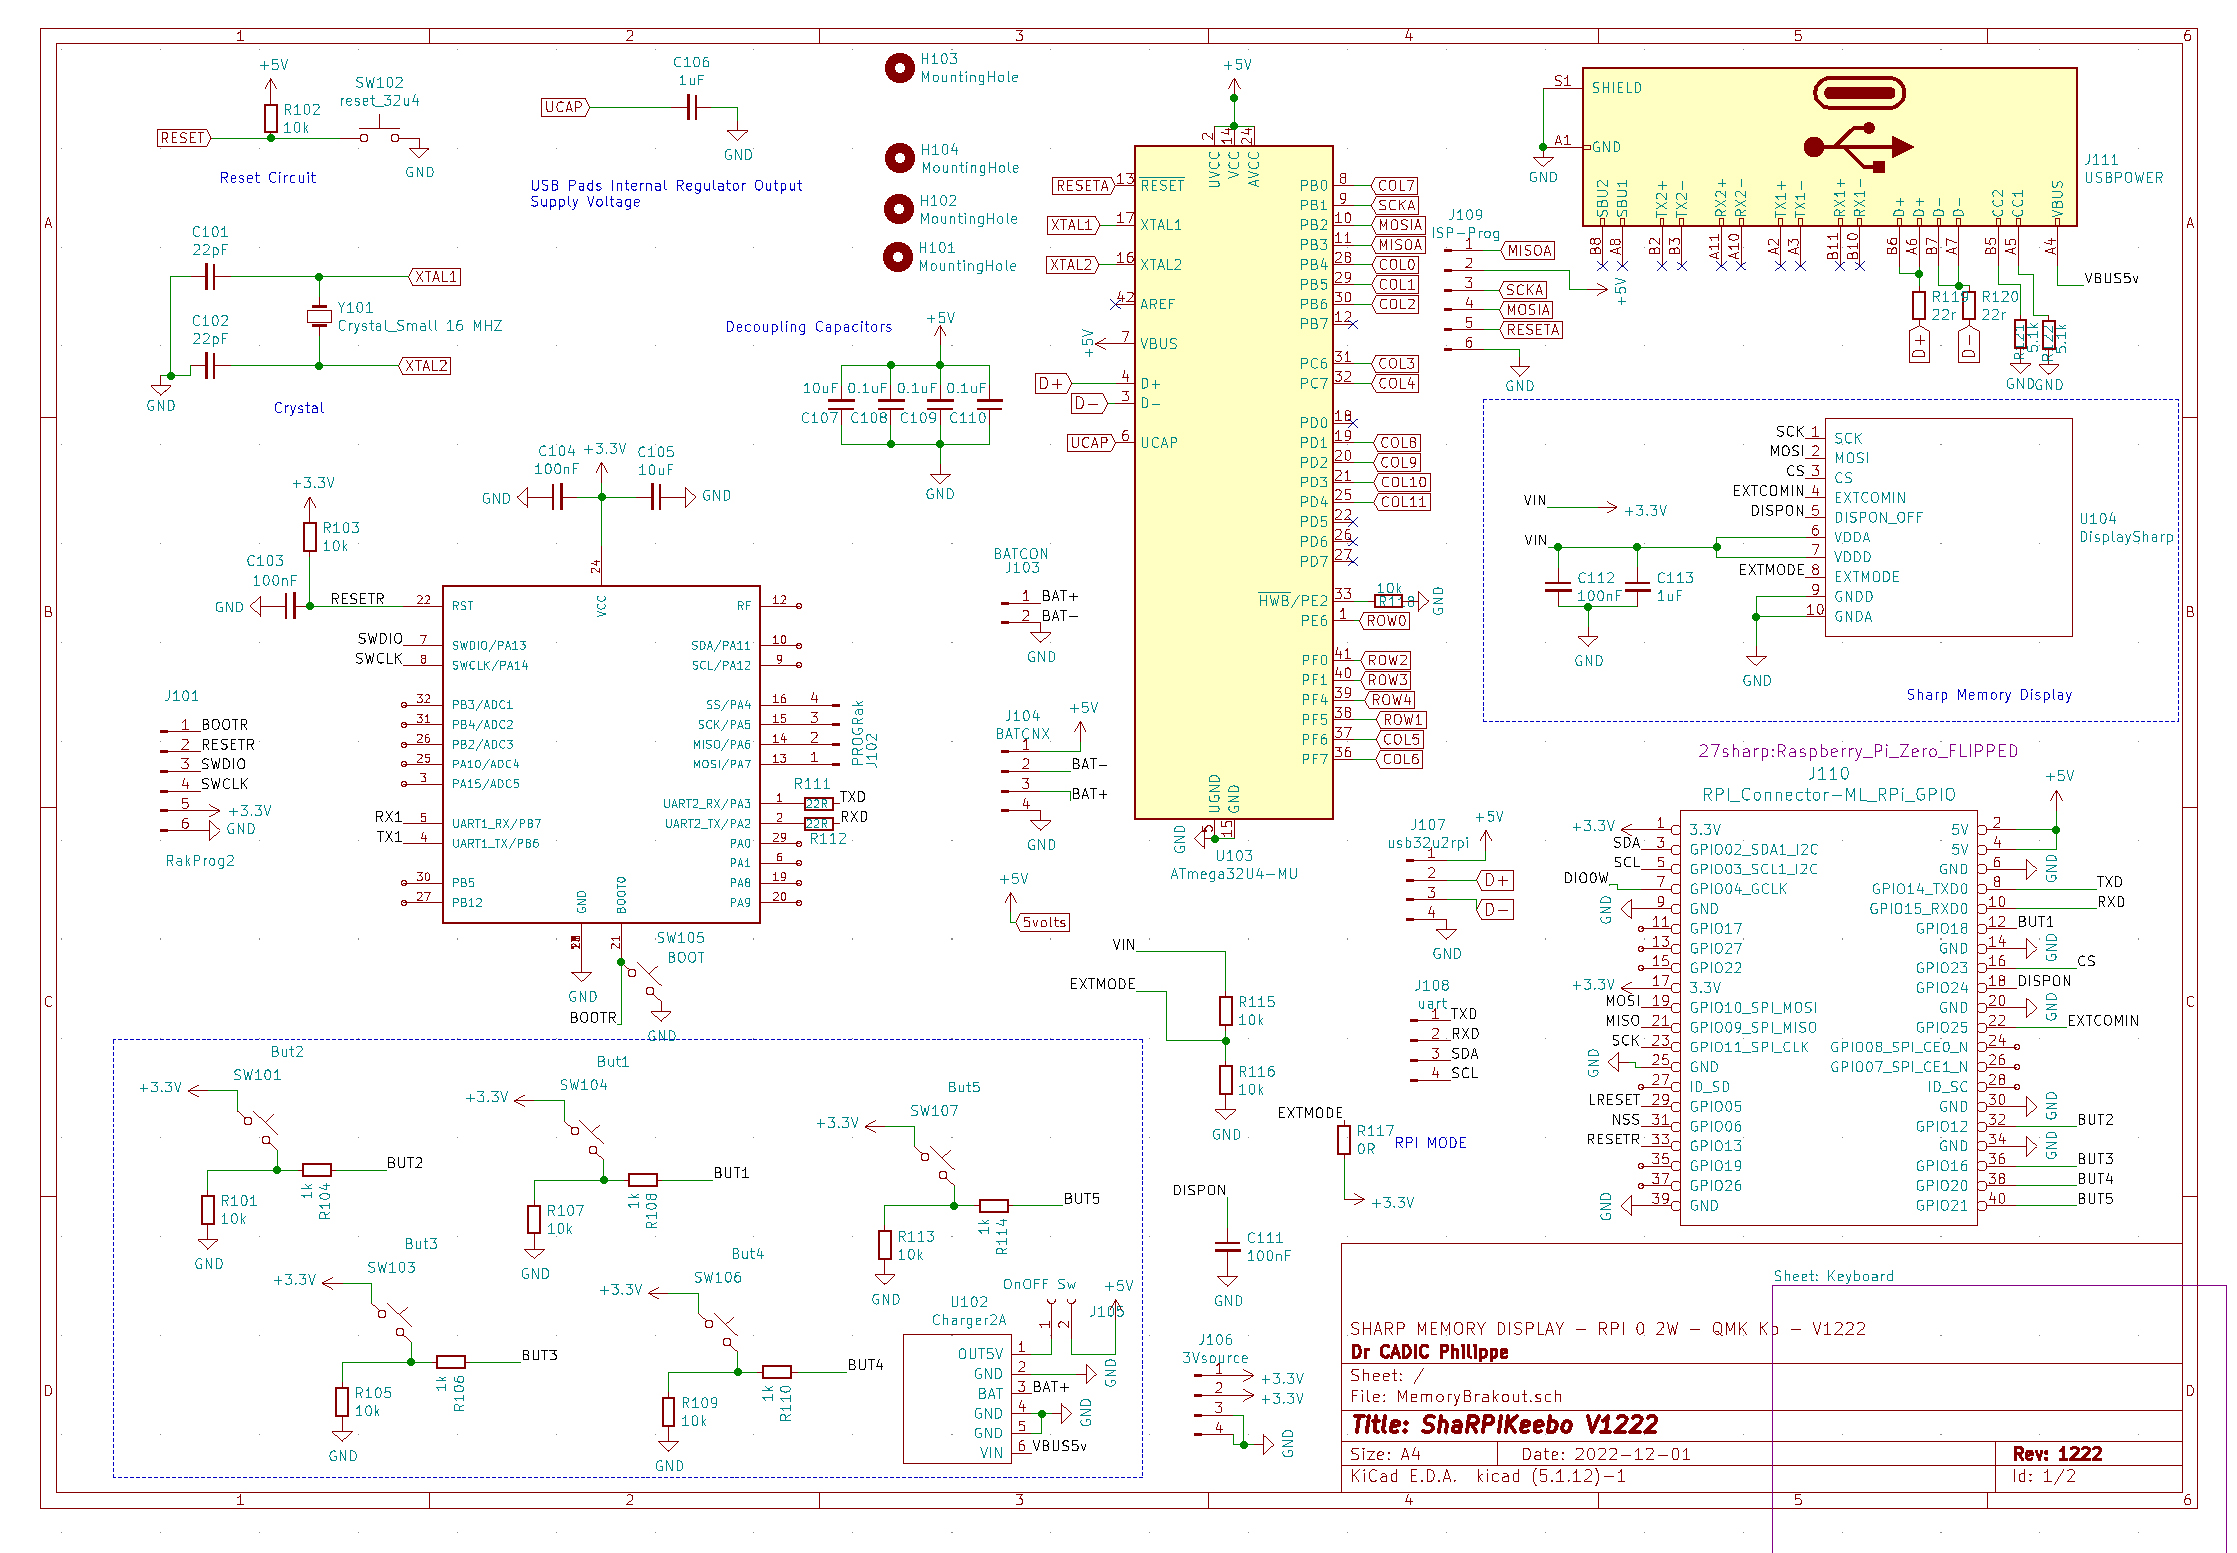 1 2 3 4 5 6
A B C D
+5V
R102
10k
SW102
reset_32u4
RESET
GND
Reset Circuit
C106
1uF
UCAP
GND
USB Pads Internal Regulator Output
Supply Voltage
H103
MountingHole
H104
MountingHole
H102
MountingHole
H101
MountingHole
C101
22pF
XTAL1
Y101
Crystal_Small 16 MHZ
C102
22pF
XTAL2
GND
Crystal
Decoupling Capacitors
+5V
10uF 0.1uF 0.1uF 0.1uF
C107 C108 C109 C110
GND
+5V
2 14 24
UVCC VCC AVCC
RESETA 13 RESET
XTAL1 17 XTAL1
XTAL2 16 XTAL2
42 AREF
+5V 7 VBUS
D+ 4 D+
D- 3 D-
UCAP 6 UCAP
PB0 8 COL7
PB1 9 SCKA
PB2 10 MOSIA
PB3 11 MISOA
PB4 28 COL0
PB5 29 COL1
PB6 30 COL2
PB7 12
PC6 31 COL3
PC7 32 COL4
PD0 18
PD1 19 COL8
PD2 20 COL9
PD3 21 COL10
PD4 25 COL11
PD5 22
PD6 26
PD7 27
HWB/PE2 33 10k R118 GND
PE6 1 ROW0
PF0 41 ROW2
PF1 40 ROW3
PF4 39 ROW4
PF5 38 ROW1
PF6 37 COL5
PF7 36 COL6
UGND GND
5 15
GND
U103
ATmega32U4-MU
J109
ISP-Prog
1 MISOA
2 +5V
3 SCKA
4 MOSIA
5 RESETA
6
GND
S1 SHIELD
A1 GND
GND
J111
USBPOWER
SBU2 SBU1 TX2+ TX2- RX2+ RX2- TX1+ TX1- RX1+ RX1- D+ D+ D- D- CC2 CC1 VBUS
B8 A8 B2 B3 A11 A10 A2 A3 B11 B10 B6 A6 B7 A7 B5 A5 A4
VBUS5v
R119
22r
R120
22r
D+ D-
R121 5.1k
R122 5.1k
GND GND
SCK 1 SCK
MOSI 2 MOSI
CS 3 CS
EXTCOMIN 4 EXTCOMIN
DISPON 5 DISPON_OFF
6 VDDA
7 VDDD
EXTMODE 8 EXTMODE
9 GNDD
10 GNDA
U104
DisplaySharp
VIN +3.3V
VIN
C112
100nF
C113
1uF
GND
GND
Sharp Memory Display
C104
100nF
+3.3V
C105
10uF
GND
GND
+3.3V
R103
10k
C103
100nF
GND
RESETR 22 RST
24 VCC
SWDIO 7 SWDIO/PA13
SWCLK 8 SWCLK/PA14
32 PB3/ADC1
31 PB4/ADC2
26 PB2/ADC3
25 PA10/ADC4
3 PA15/ADC5
RX1 5 UART1_RX/PB7
TX1 4 UART1_TX/PB6
30 PB5
27 PB12
RF 12
SDA/PA11 10
SCL/PA12 9
SS/PA4 16 4
SCK/PA5 15 3
MISO/PA6 14 2
MOSI/PA7 13 1
PROGRak
J102
UART2_RX/PA3 1 R111 22R TXD
UART2_TX/PA2 2 22R R112 RXD
PA0 29
PA1 6
PA8 19
PA9 20
GND
BOOT0 21
GND
BOOTR
SW105
BOOT
GND
J101
1 BOOTR
2 RESETR
3 SWDIO
4 SWCLK
5 +3.3V
6 GND
RakProg2
BATCON
J103
1 BAT+
2 BAT-
GND
J104
BATCNX
+5V
1
2 BAT-
3 BAT+
4
GND
+5V
5volts
VIN
EXTMODE
R115
10k
R116
10k
GND
J107
usb32u2rpi
+5V
1
2 D+
3 D-
4
GND
J108
uart
1 TXD
2 RXD
3 SDA
4 SCL
EXTMODE
R117
0R
RPI MODE
+3.3V
DISPON
C111
100nF
GND
J106
3Vsource
1 +3.3V
2 +3.3V
3
4
GND
27sharp:Raspberry_Pi_Zero_FLIPPED
J110
RPI_Connector-ML_RPi_GPIO
+5V
+3.3V 1 3.3V
SDA 3 GPIO02_SDA1_I2C
SCL 5 GPIO03_SCL1_I2C
DIO0W 7 GPIO04_GCLK
GND 9 GND
11 GPIO17
13 GPIO27
15 GPIO22
+3.3V 17 3.3V
MOSI 19 GPIO10_SPI_MOSI
MISO 21 GPIO09_SPI_MISO
SCK 23 GPIO11_SPI_CLK
GND 25 GND
27 ID_SD
LRESET 29 GPIO05
NSS 31 GPIO06
RESETR 33 GPIO13
35 GPIO19
37 GPIO26
GND 39 GND
5V 2
5V 4
GND 6 GND
GPIO14_TXD0 8 TXD
GPIO15_RXD0 10 RXD
GPIO18 12 BUT1
GND 14 GND
GPIO23 16 CS
GPIO24 18 DISPON
GND 20 GND
GPIO25 22 EXTCOMIN
GPIO08_SPI_CE0_N 24
GPIO07_SPI_CE1_N 26
ID_SC 28
GND 30 GND
GPIO12 32 BUT2
GND 34 GND
GPIO16 36 BUT3
GPIO20 38 BUT4
GPIO21 40 BUT5
But2
SW101
+3.3V
BUT2
R101
10k
1k
R104
GND
But1
SW104
+3.3V
BUT1
R107
10k
1k
R108
GND
But5
SW107
+3.3V
BUT5
R113
10k
1k
R114
GND
But3
SW103
+3.3V
BUT3
R105
10k
1k
R106
GND
But4
SW106
+3.3V
BUT4
R109
10k
1k
R110
GND
OnOFF Sw
J105
1 2
+5V
U102
Charger2A
OUT5V 1
GND 2 GND
BAT 3 BAT+
GND 4 GND
GND 5
VIN 6 VBUS5v
Sheet: Keyboard
SHARP MEMORY DISPLAY - RPI 0 2W - QMK Kb - V1222
Dr CADIC Philippe
Sheet: /
File: MemoryBrakout.sch
Title: ShaRPiKeebo V1222
Size: A4 Date: 2022-12-01 Rev: 1222
KiCad E.D.A. kicad (5.1.12)-1 Id: 1/2
1 2 3 4 5 6